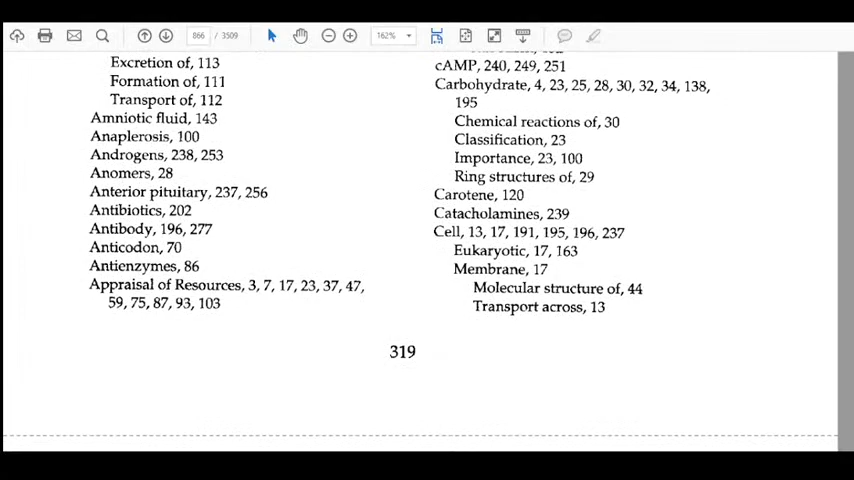 866 / 3509
162%
Excretion of, 113
Formation of, 111
Transport of, 112
Amniotic fluid, 143
Anaplerosis, 100
Androgens, 238, 253
Anomers, 28
Anterior pituitary, 237, 256
Antibiotics, 202
Antibody, 196, 277
Anticodon, 70
Antienzymes, 86
Appraisal of Resources, 3, 7, 17, 23, 37, 47,
59, 75, 87, 93, 103
cAMP, 240, 249, 251
Carbohydrate, 4, 23, 25, 28, 30, 32, 34, 138,
195
Chemical reactions of, 30
Classification, 23
Importance, 23, 100
Ring structures of, 29
Carotene, 120
Catacholamines, 239
Cell, 13, 17, 191, 195, 196, 237
Eukaryotic, 17, 163
Membrane, 17
Molecular structure of, 44
Transport across, 13
319